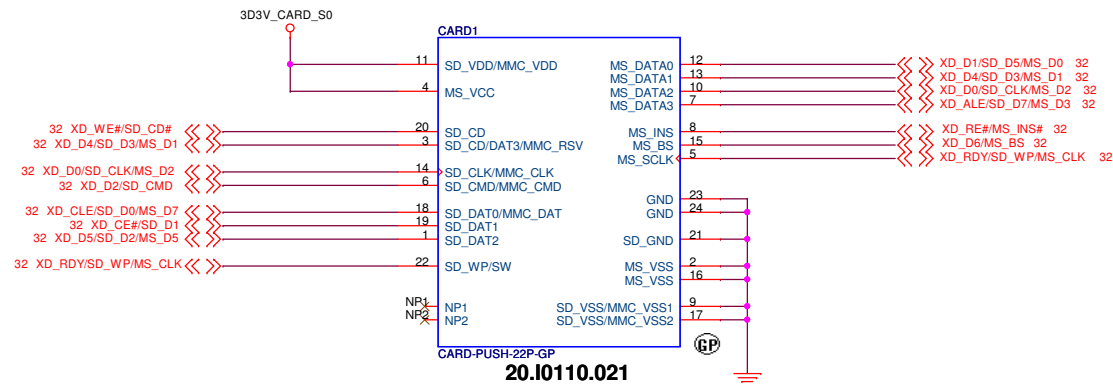 3D3V_CARD_S0
CARD1
11 SD_VDD/MMC_VDD
4 MS_VCC
32 XD_WE#/SD_CD# 20 SD_CD
32 XD_D4/SD_D3/MS_D1 3 SD_CD/DAT3/MMC_RSV
32 XD_D0/SD_CLK/MS_D2 14 SD_CLK/MMC_CLK
32 XD_D2/SD_CMD 6 SD_CMD/MMC_CMD
32 XD_CLE/SD_D0/MS_D7 18 SD_DAT0/MMC_DAT
32 XD_CE#/SD_D1 19 SD_DAT1
32 XD_D5/SD_D2/MS_D5 1 SD_DAT2
32 XD_RDY/SD_WP/MS_CLK 22 SD_WP/SW
NP1 NP1
NP2 NP2
MS_DATA0 12 XD_D1/SD_D5/MS_D0 32
MS_DATA1 13 XD_D4/SD_D3/MS_D1 32
MS_DATA2 10 XD_D0/SD_CLK/MS_D2 32
MS_DATA3 7 XD_ALE/SD_D7/MS_D3 32
MS_INS 8 XD_RE#/MS_INS# 32
MS_BS 15 XD_D6/MS_BS 32
MS_SCLK 5 XD_RDY/SD_WP/MS_CLK 32
GND 23
GND 24
SD_GND 21
MS_VSS 2
MS_VSS 16
SD_VSS/MMC_VSS1 9
SD_VSS/MMC_VSS2 17
GP
CARD-PUSH-22P-GP
20.I0110.021